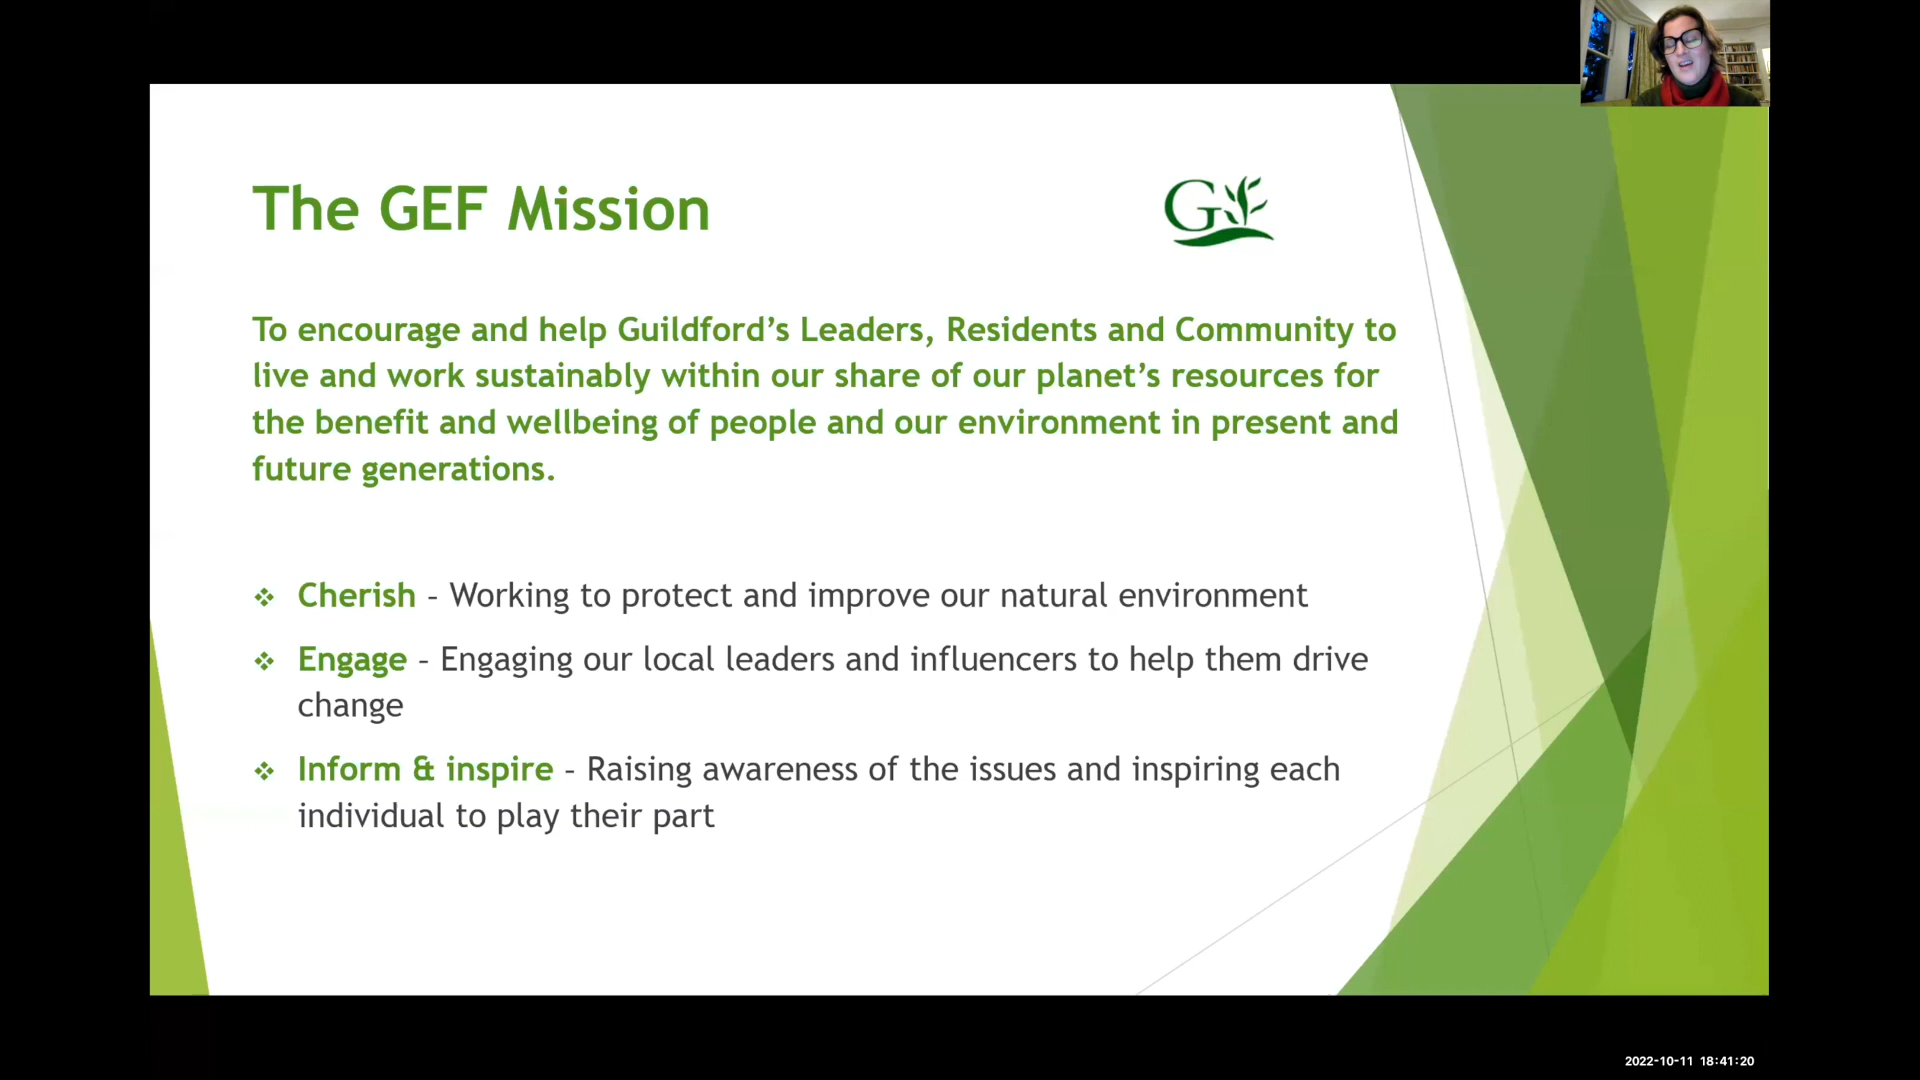 The GEF Mission
G
To encourage and help Guildford’s Leaders, Residents and Community to
live and work sustainably within our share of our planet’s resources for
the benefit and wellbeing of people and our environment in present and
future generations.
Cherish – Working to protect and improve our natural environment
Engage – Engaging our local leaders and influencers to help them drive
change
Inform & inspire – Raising awareness of the issues and inspiring each
individual to play their part
2022-10-11 18:41:20